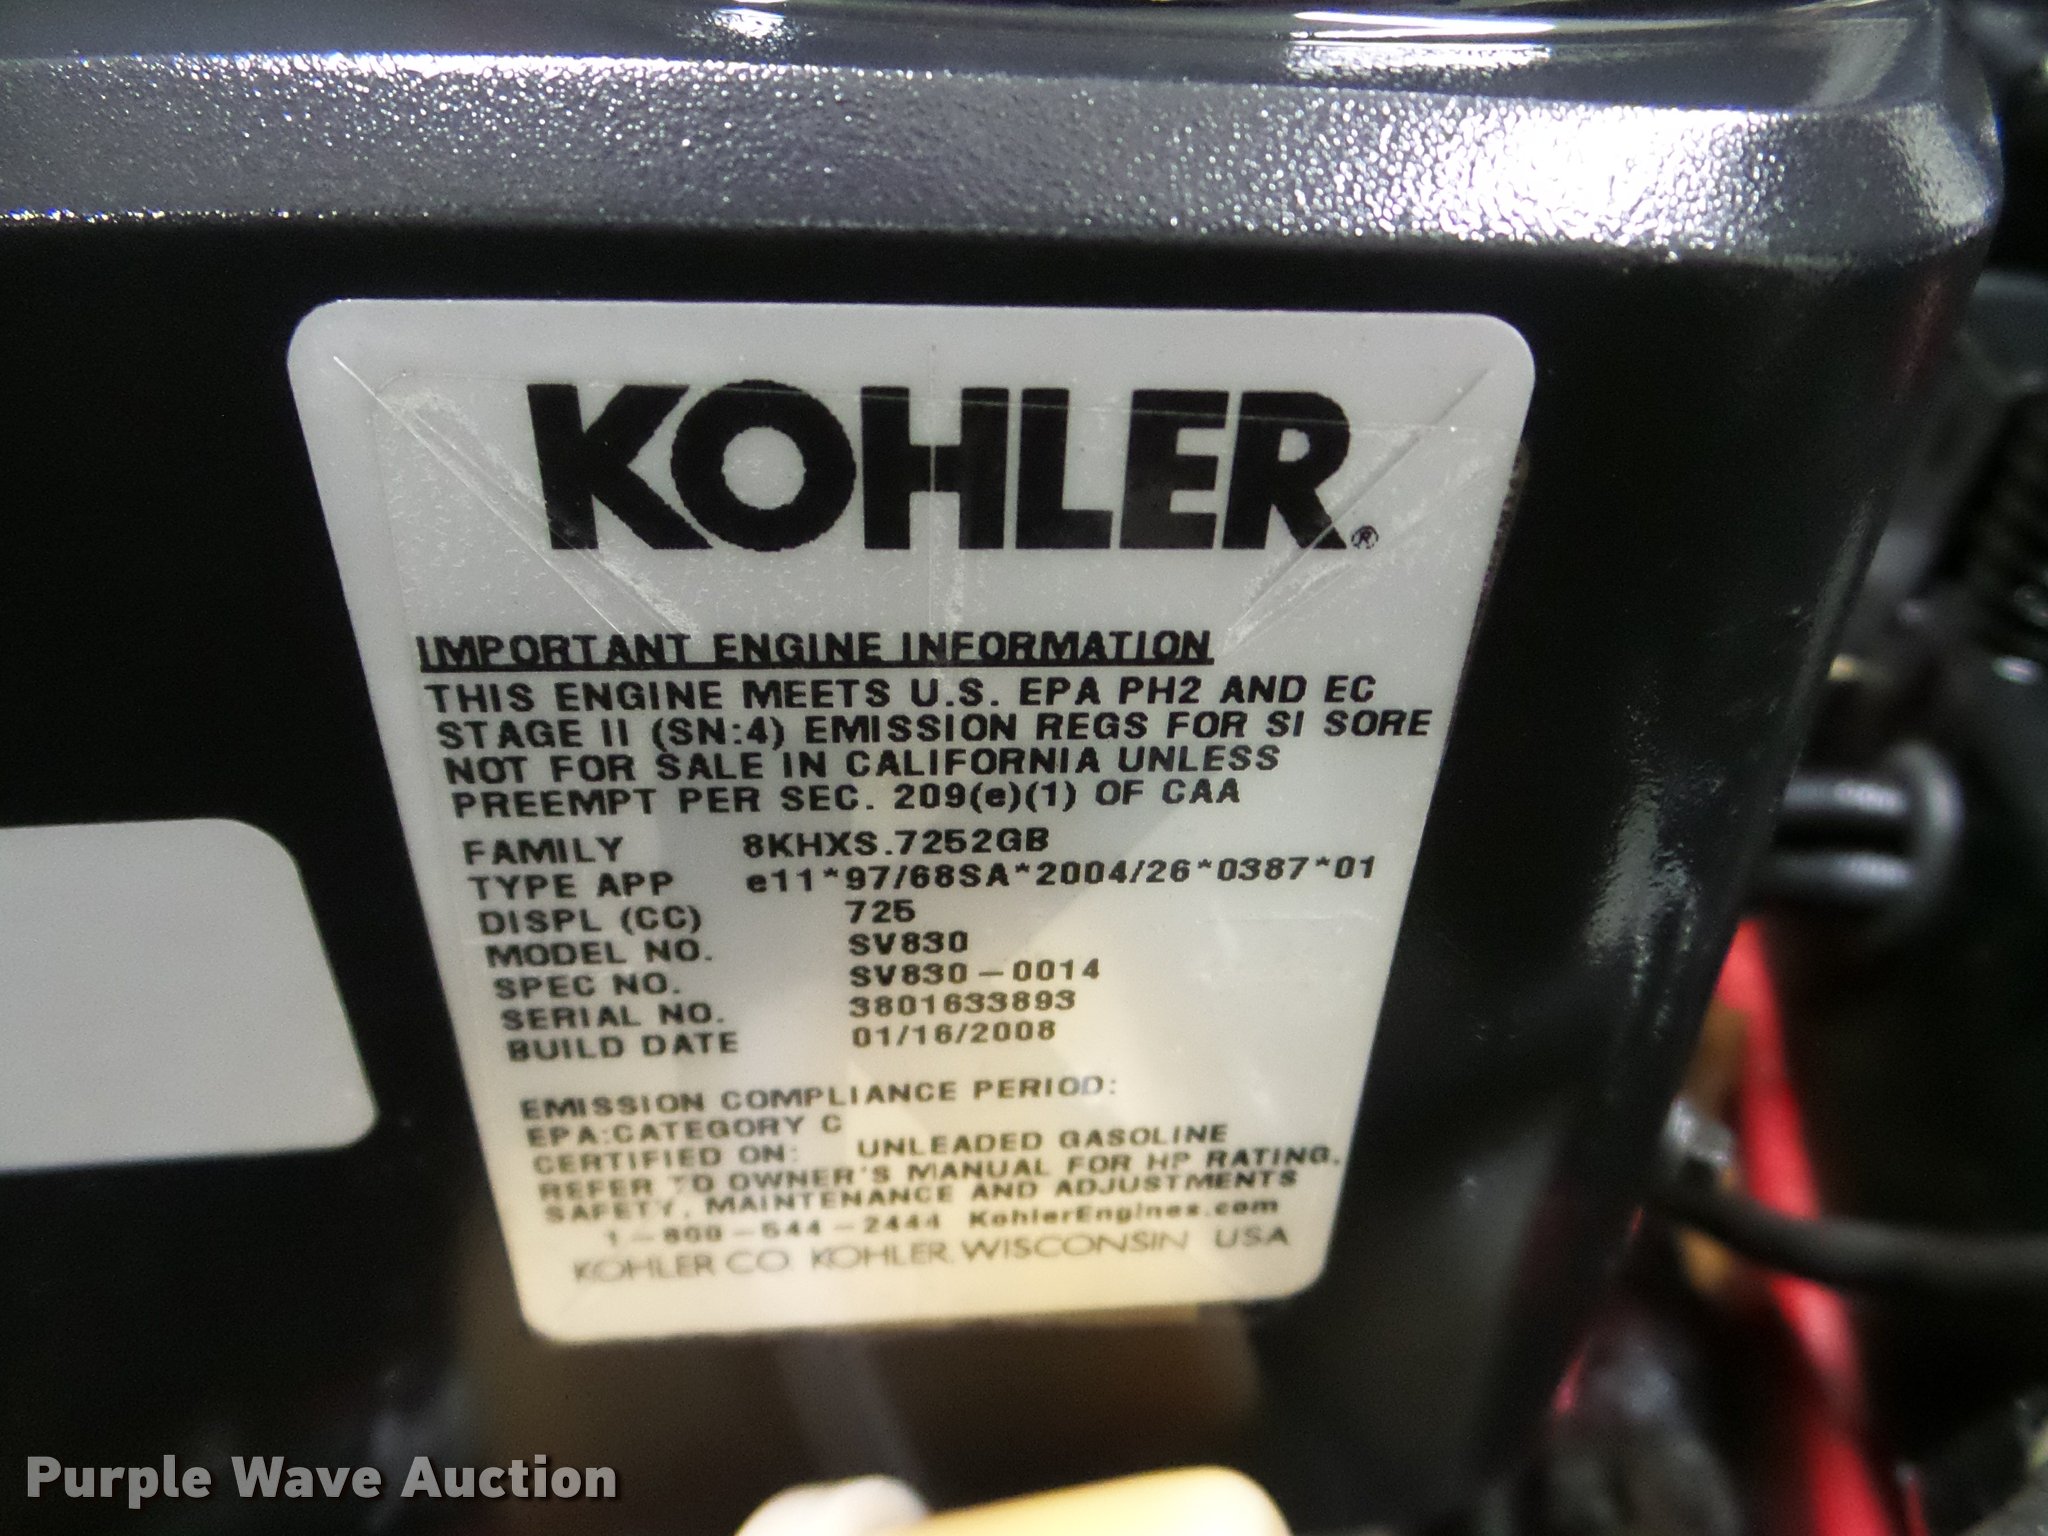 KOHLER®
IMPORTANT ENGINE INFORMATION
THIS ENGINE MEETS U.S. EPA PH2 AND EC
STAGE II (SN:4) EMISSION REGS FOR SI SORE
NOT FOR SALE IN CALIFORNIA UNLESS
PREEMPT PER SEC. 209(e)(1) OF CAA
FAMILY 8KHXS.7252GB
TYPE APP e11*97/68SA*2004/26*0387*01
DISPL (CC) 725
MODEL NO. SV830
SPEC NO. SV830-0014
SERIAL NO. 3801633893
BUILD DATE 01/16/2008
EMISSION COMPLIANCE PERIOD:
EPA:CATEGORY C
CERTIFIED ON: UNLEADED GASOLINE
REFER TO OWNER'S MANUAL FOR HP RATING,
SAFETY, MAINTENANCE AND ADJUSTMENTS
1-800-544-2444 KohlerEngines.com
KOHLER CO. KOHLER, WISCONSIN USA
Purple Wave Auction